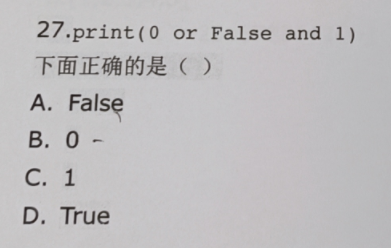 27.print(0 or False and 1)
下面正确的是（ ）
A. False
B. 0
C. 1
D. True